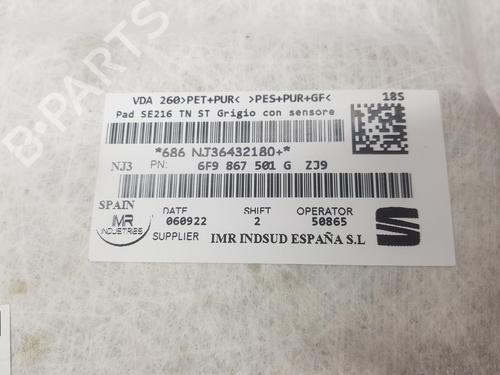 VDA 260>PET+PUR< >PES+PUR+GF< 18S
Pad SE216 TN ST Grigio con sensore
*686 NJ36432180+*
NJ3 PN: 6F9 867 501 G ZJ9
SPAIN
IMR INDUSTRIES
DATE SHIFT OPERATOR
060922 2 50865
SUPPLIER IMR INDSUD ESPAÑA S.L
B-PARTS